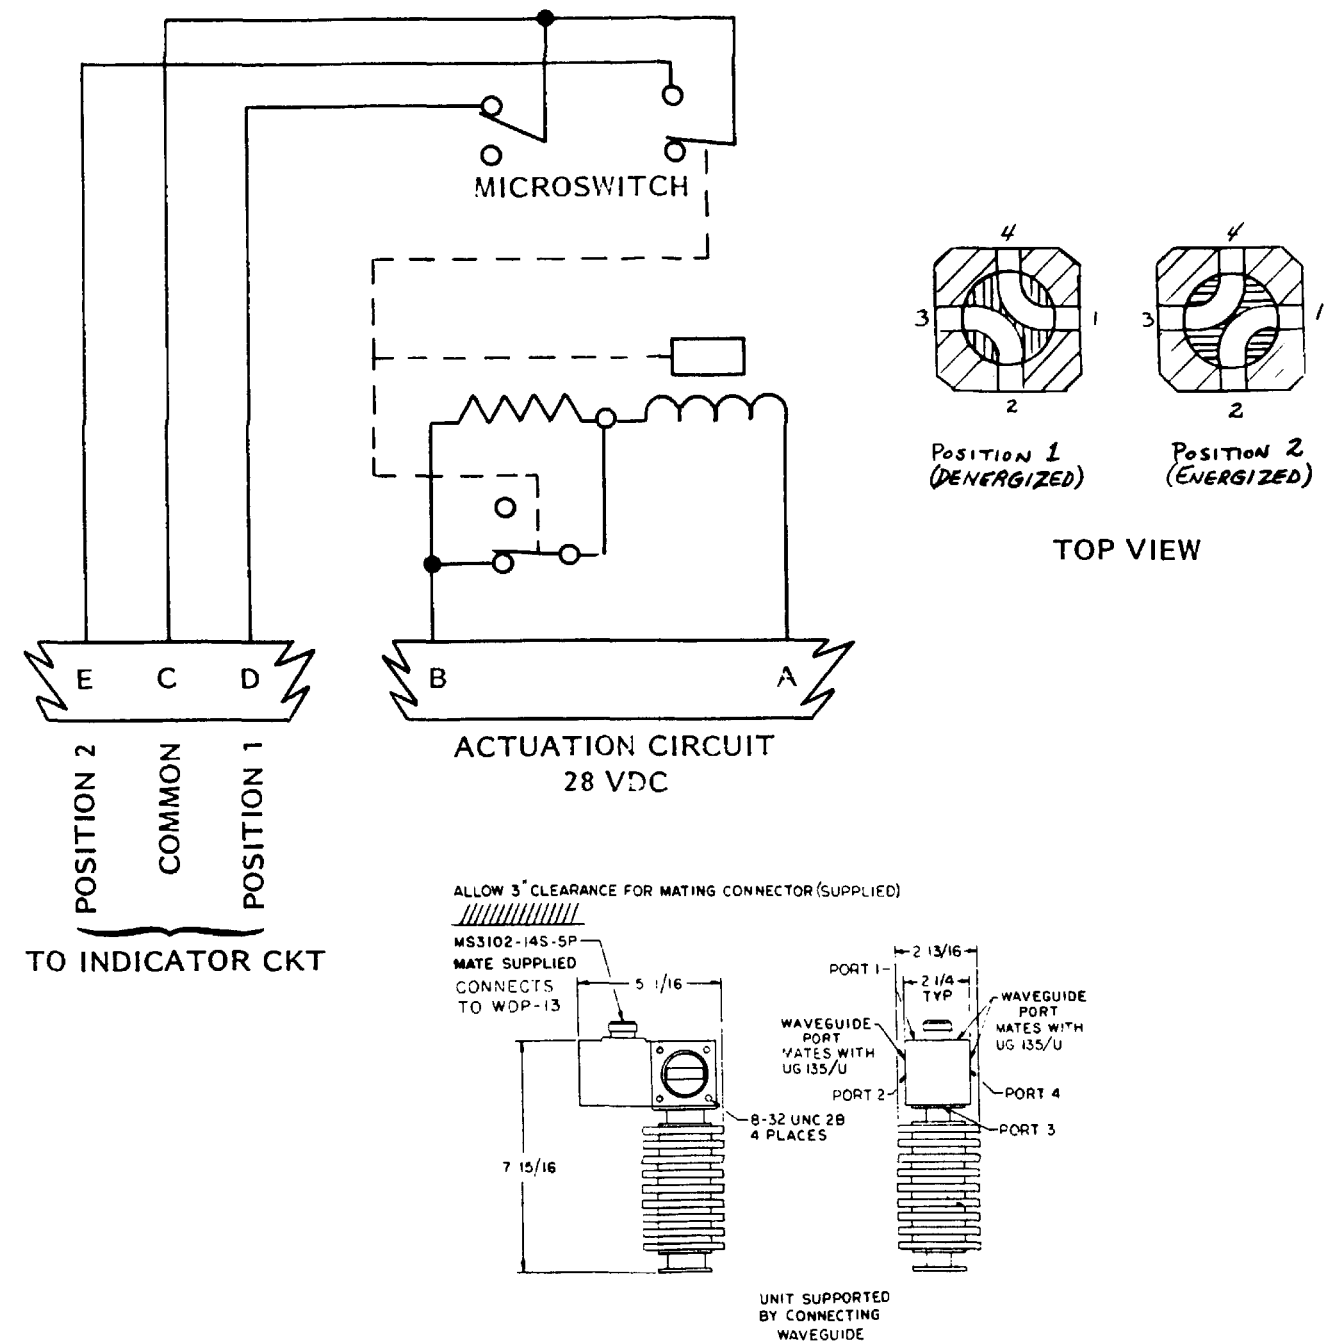 MICROSWITCH
4
3
1
2
POSITION 1
(DENERGIZED)
4
3
1
2
POSITION 2
(ENERGIZED)
TOP VIEW
E C D
B A
ACTUATION CIRCUIT
28 VDC
POSITION 2
COMMON
POSITION 1
TO INDICATOR CKT
ALLOW 3" CLEARANCE FOR MATING CONNECTOR (SUPPLIED)
MS3102-14S-5P
MATE SUPPLIED
CONNECTS
TO WDP-13
5 1/16
7 15/16
8-32 UNC 2B
4 PLACES
2 13/16
PORT 1
2 1/4
TYP
WAVEGUIDE
PORT
MATES WITH
UG 135/U
WAVEGUIDE
PORT
MATES WITH
UG 135/U
PORT 2
PORT 4
PORT 3
UNIT SUPPORTED
BY CONNECTING
WAVEGUIDE